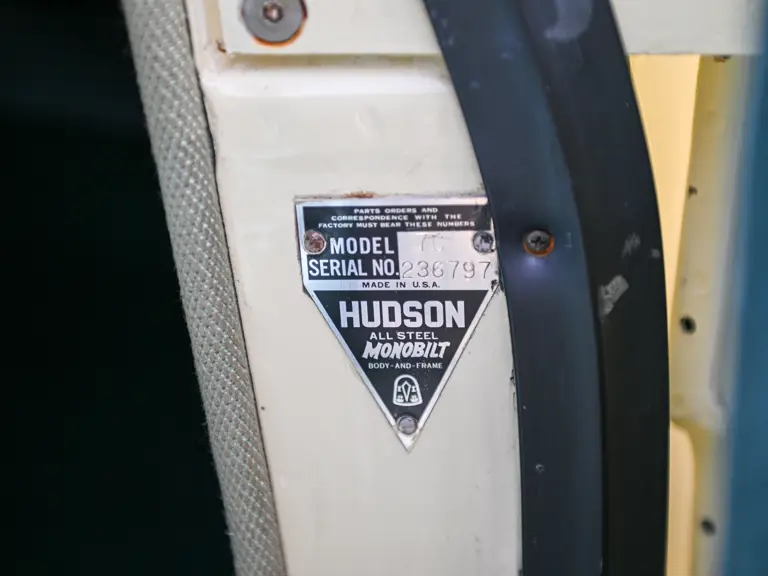 PARTS ORDERS AND
CORRESPONDENCE WITH THE
FACTORY MUST BEAR THESE NUMBERS
MODEL 7C
SERIAL NO. 236797
MADE IN U.S.A.
HUDSON
ALL STEEL
MONOBILT
BODY-AND-FRAME